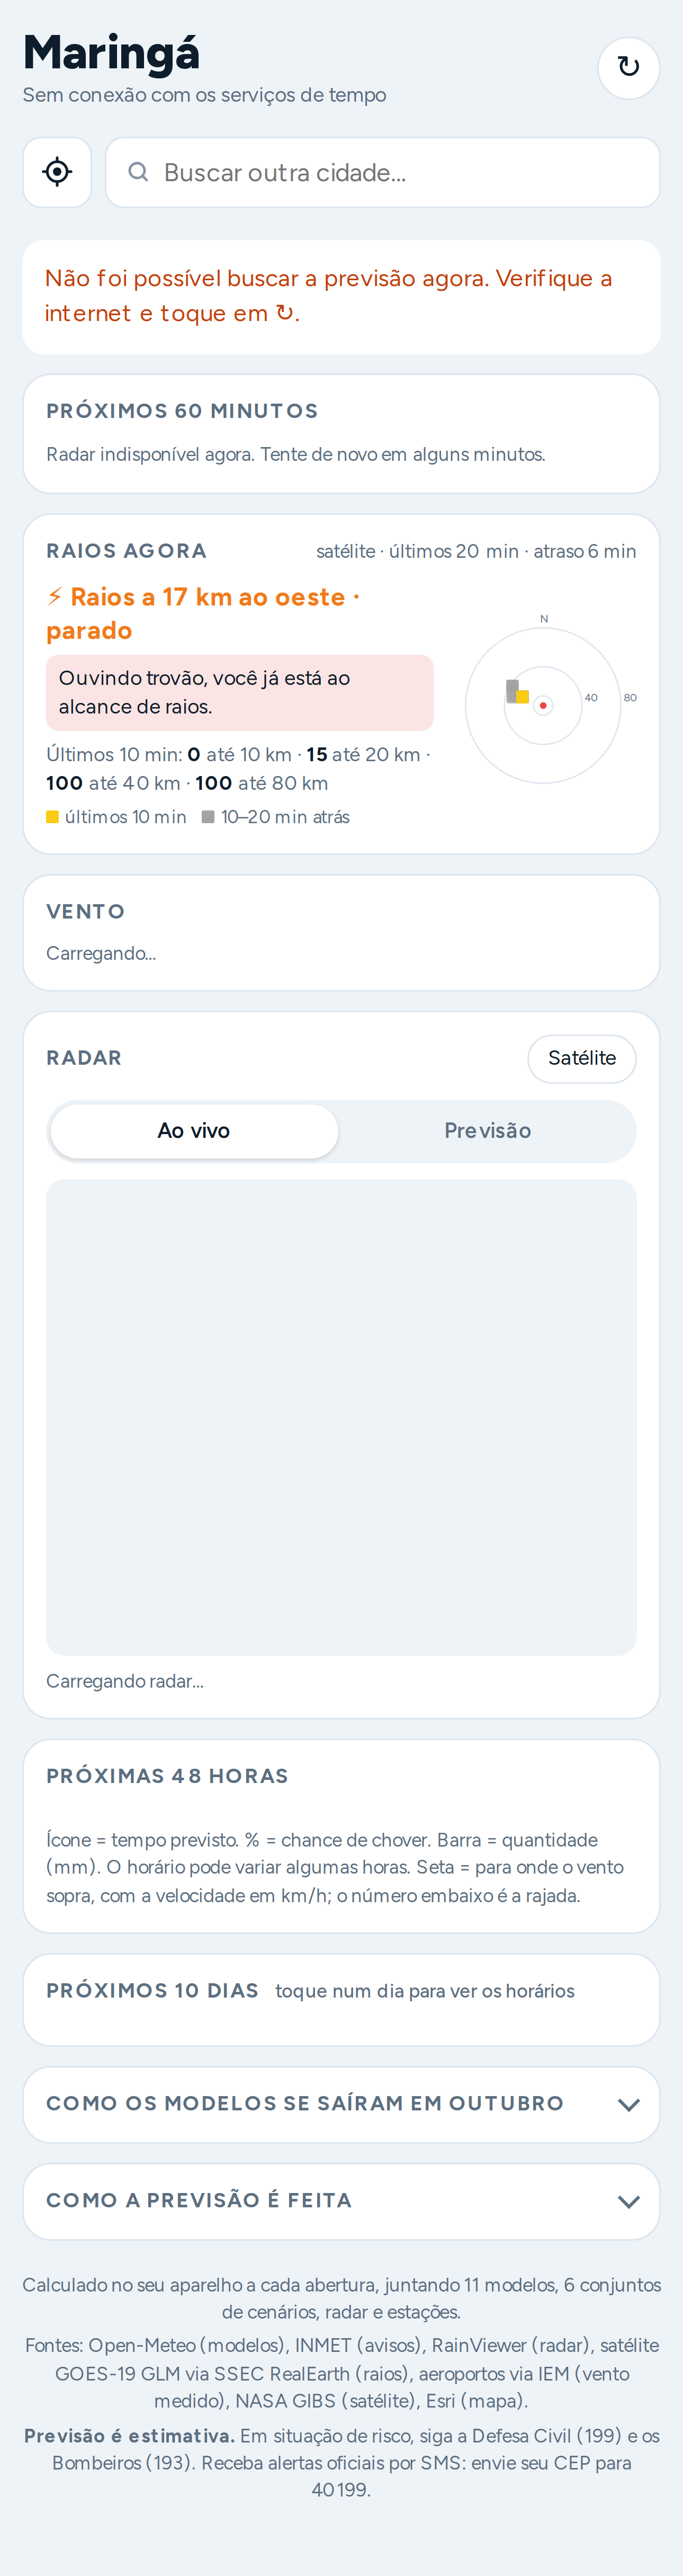 Maringá
Sem conexão com os serviços de tempo
↻
Buscar outra cidade...
Não foi possível buscar a previsão agora. Verifique a
internet e toque em ↻.
PRÓXIMOS 60 MINUTOS
Radar indisponível agora. Tente de novo em alguns minutos.
RAIOS AGORA
satélite · últimos 20 min · atraso 6 min
⚡ Raios a 17 km ao oeste ·
parado
Ouvindo trovão, você já está ao
alcance de raios.
Últimos 10 min: 0 até 10 km · 15 até 20 km ·
100 até 40 km · 100 até 80 km
últimos 10 min 10–20 min atrás
N
40 80
VENTO
Carregando...
RADAR
Satélite
Ao vivo
Previsão
Carregando radar...
PRÓXIMAS 48 HORAS
Ícone = tempo previsto. % = chance de chover. Barra = quantidade
(mm). O horário pode variar algumas horas. Seta = para onde o vento
sopra, com a velocidade em km/h; o número embaixo é a rajada.
PRÓXIMOS 10 DIAS toque num dia para ver os horários
COMO OS MODELOS SE SAÍRAM EM OUTUBRO
COMO A PREVISÃO É FEITA
Calculado no seu aparelho a cada abertura, juntando 11 modelos, 6 conjuntos
de cenários, radar e estações.
Fontes: Open-Meteo (modelos), INMET (avisos), RainViewer (radar), satélite
GOES-19 GLM via SSEC RealEarth (raios), aeroportos via IEM (vento
medido), NASA GIBS (satélite), Esri (mapa).
Previsão é estimativa. Em situação de risco, siga a Defesa Civil (199) e os
Bombeiros (193). Receba alertas oficiais por SMS: envie seu CEP para
40199.